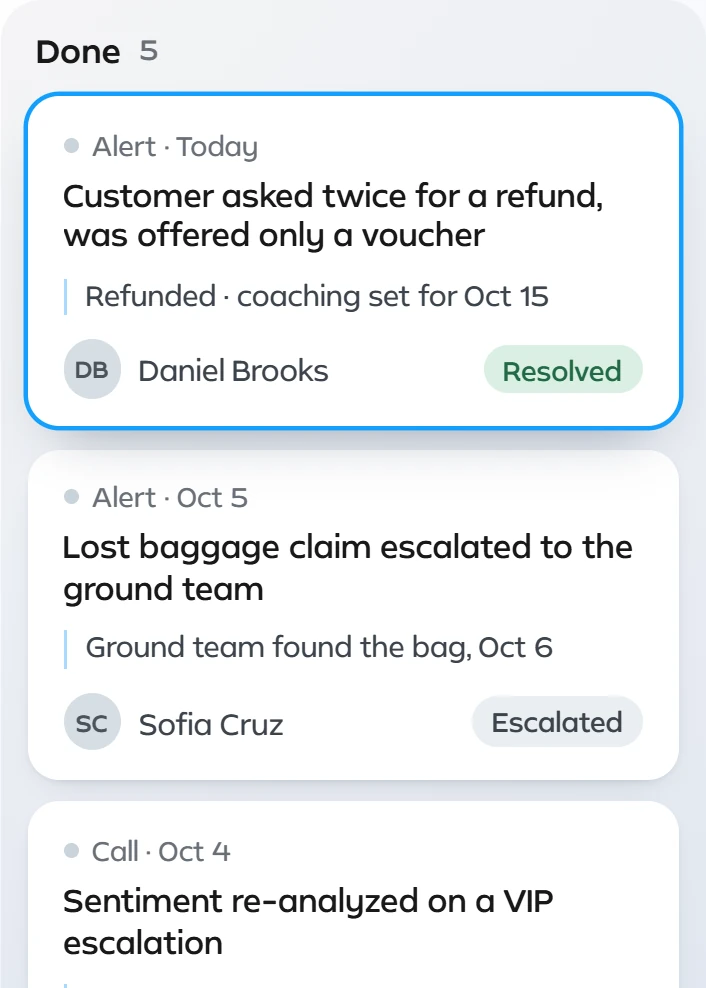 Done 5
Alert · Today
Customer asked twice for a refund,
was offered only a voucher
Refunded · coaching set for Oct 15
DB Daniel Brooks Resolved
Alert · Oct 5
Lost baggage claim escalated to the
ground team
Ground team found the bag, Oct 6
SC Sofia Cruz Escalated
Call · Oct 4
Sentiment re-analyzed on a VIP
escalation